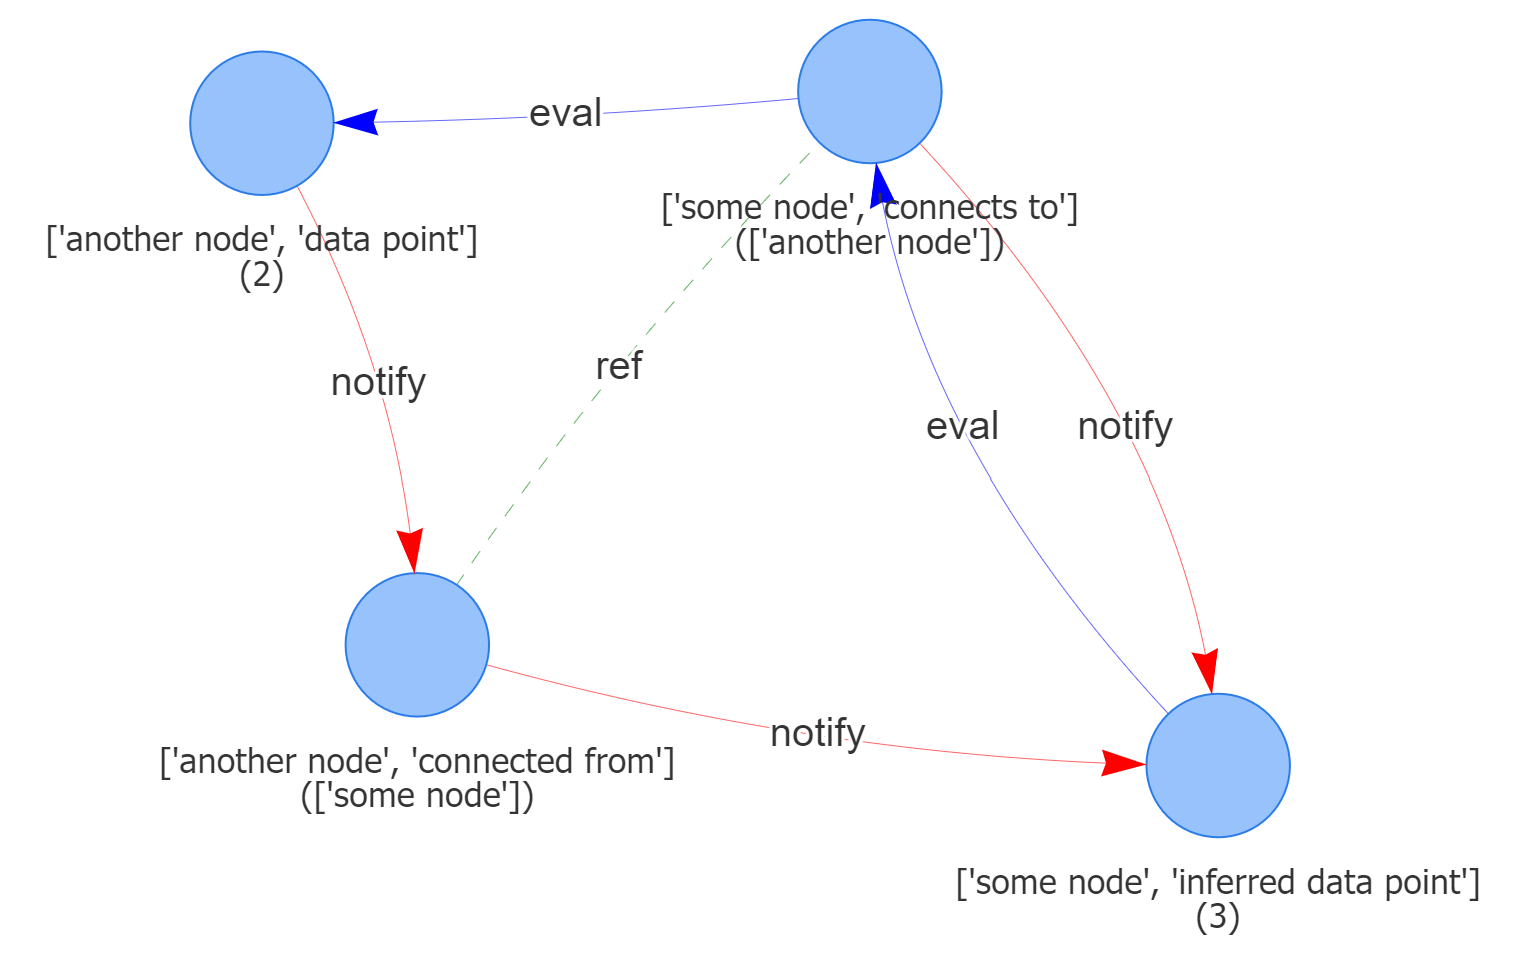 eval
['some node', 'connects to']
(['another node'])
['another node', 'data point']
(2)
ref
notify
eval
notify
notify
['another node', 'connected from']
(['some node'])
['some node', 'inferred data point']
(3)